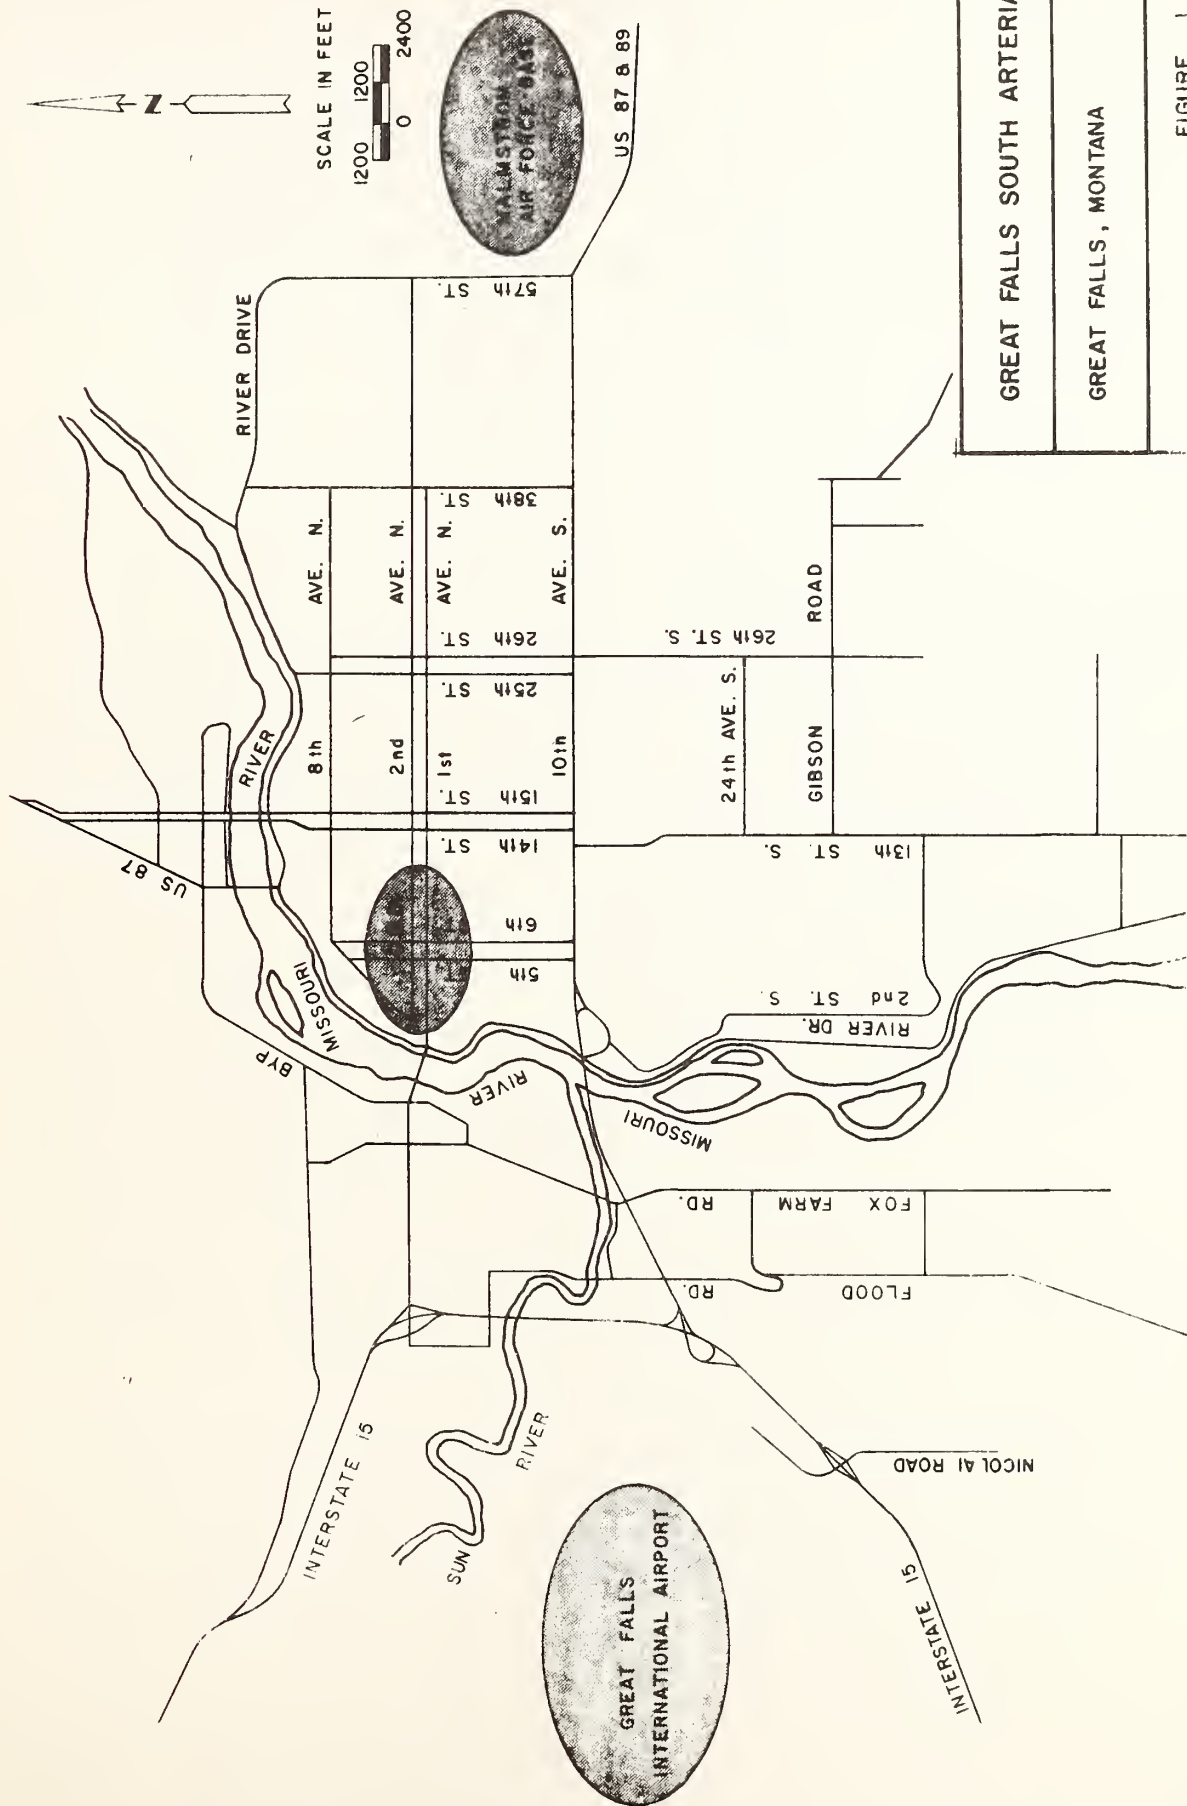 SCALE IN FEET
1200 1200
0 2400
N
MALMSTROM
AIR FORCE BASE
US 87 & 89
RIVER DRIVE
57th ST.
38th ST.
26th ST.
25th ST.
15th ST.
14th ST.
6th
5th
8th AVE. N.
2nd AVE. N.
1st AVE. N.
10th AVE. S.
26th ST. S.
24th AVE. S.
GIBSON ROAD
13th ST. S.
2nd ST. S.
RIVER DR.
US 87
BYP
MISSOURI RIVER
RIVER
MISSOURI
FOX FARM RD.
FLOOD RD.
INTERSTATE 15
SUN RIVER
NICOLAI ROAD
INTERSTATE 15
GREAT FALLS
INTERNATIONAL AIRPORT
GREAT FALLS SOUTH ARTERIA
GREAT FALLS, MONTANA
FIGURE 1